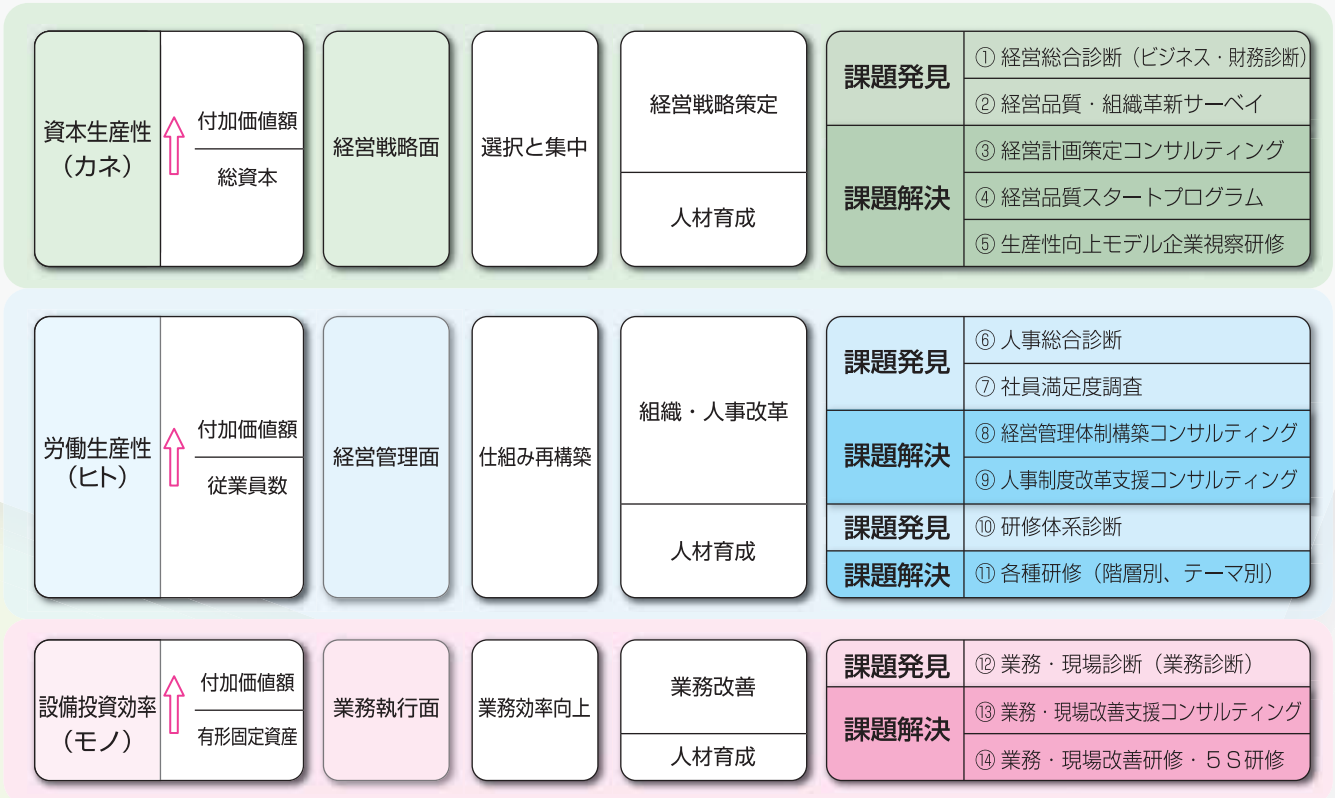 資本生産性
（カネ）
付加価値額
総資本
経営戦略面
選択と集中
経営戦略策定
人材育成
課題発見
① 経営総合診断（ビジネス・財務診断）
② 経営品質・組織革新サーベイ
課題解決
③ 経営計画策定コンサルティング
④ 経営品質スタートプログラム
⑤ 生産性向上モデル企業視察研修
労働生産性
（ヒト）
付加価値額
従業員数
経営管理面
仕組み再構築
組織・人事改革
人材育成
課題発見
⑥ 人事総合診断
⑦ 社員満足度調査
課題解決
⑧ 経営管理体制構築コンサルティング
⑨ 人事制度改革支援コンサルティング
課題発見
⑩ 研修体系診断
課題解決
⑪ 各種研修（階層別、テーマ別）
設備投資効率
（モノ）
付加価値額
有形固定資産
業務執行面
業務効率向上
業務改善
人材育成
課題発見
⑫ 業務・現場診断（業務診断）
課題解決
⑬ 業務・現場改善支援コンサルティング
⑭ 業務・現場改善研修・５Ｓ研修